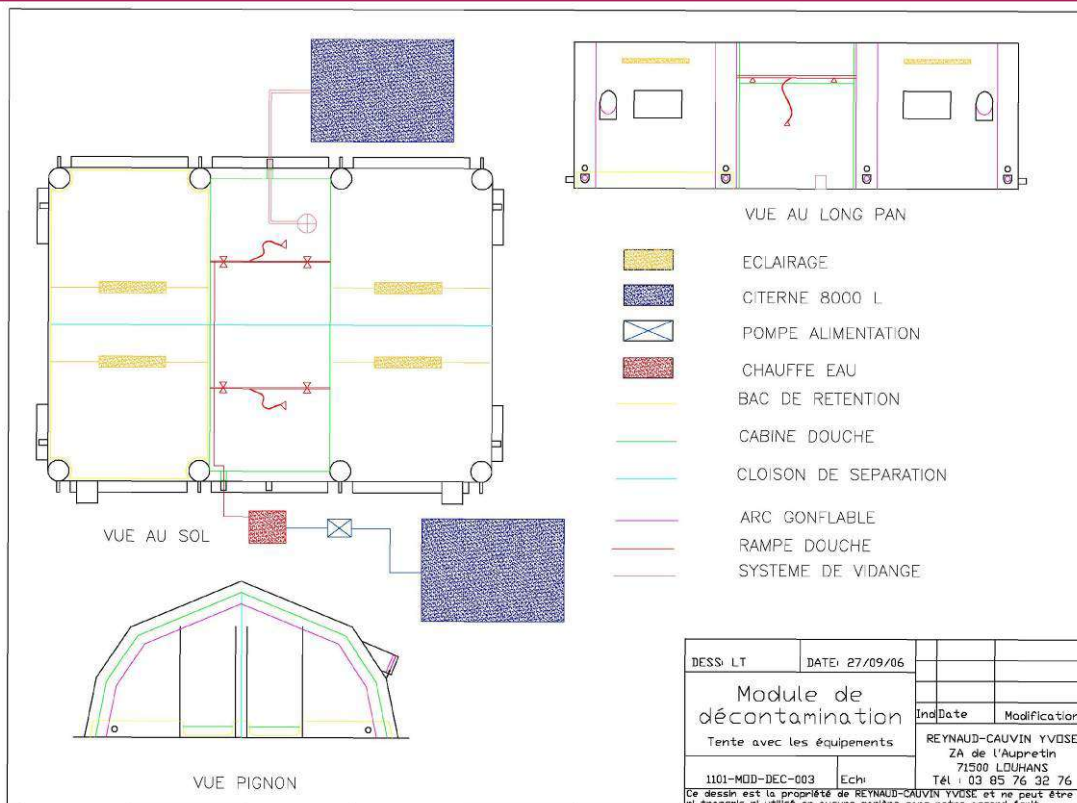 VUE AU LONG PAN
ECLAIRAGE
CITERNE 8000 L
POMPE ALIMENTATION
CHAUFFE EAU
BAC DE RETENTION
CABINE DOUCHE
CLOISON DE SEPARATION
ARC GONFLABLE
RAMPE DOUCHE
SYSTEME DE VIDANGE
VUE AU SOL
VUE PIGNON
DESS: LT
DATE: 27/09/06
Module de
décontamination
Tente avec les équipements
Ind Date Modification
REYNAUD-CAUVIN YVOSE
ZA de l'Aupretin
71500 LOUHANS
Tél : 03 85 76 32 76
1101-MOD-DEC-003
Ech:
Ce dessin est la propriété de REYNAUD-CAUVIN YVOSE et ne peut être